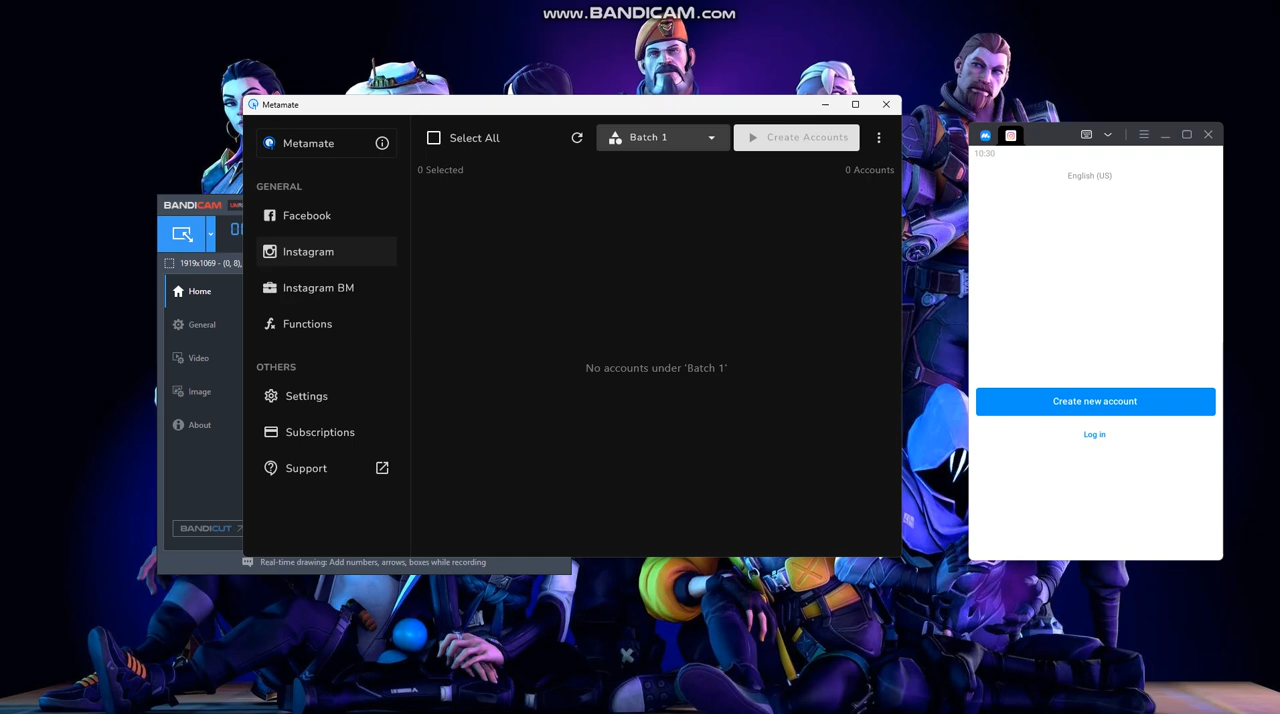 www.BANDICAM.com
Metamate
Metamate
Select All
Batch 1
Create Accounts
0 Selected
0 Accounts
GENERAL
Facebook
Instagram
Instagram BM
Functions
OTHERS
Settings
Subscriptions
Support
No accounts under 'Batch 1'
BANDICAM
1919x1069 - (0, 8),
Home
General
Video
Image
About
BANDICUT
Real-time drawing: Add numbers, arrows, boxes while recording
10:30
English (US)
Create new account
Log in